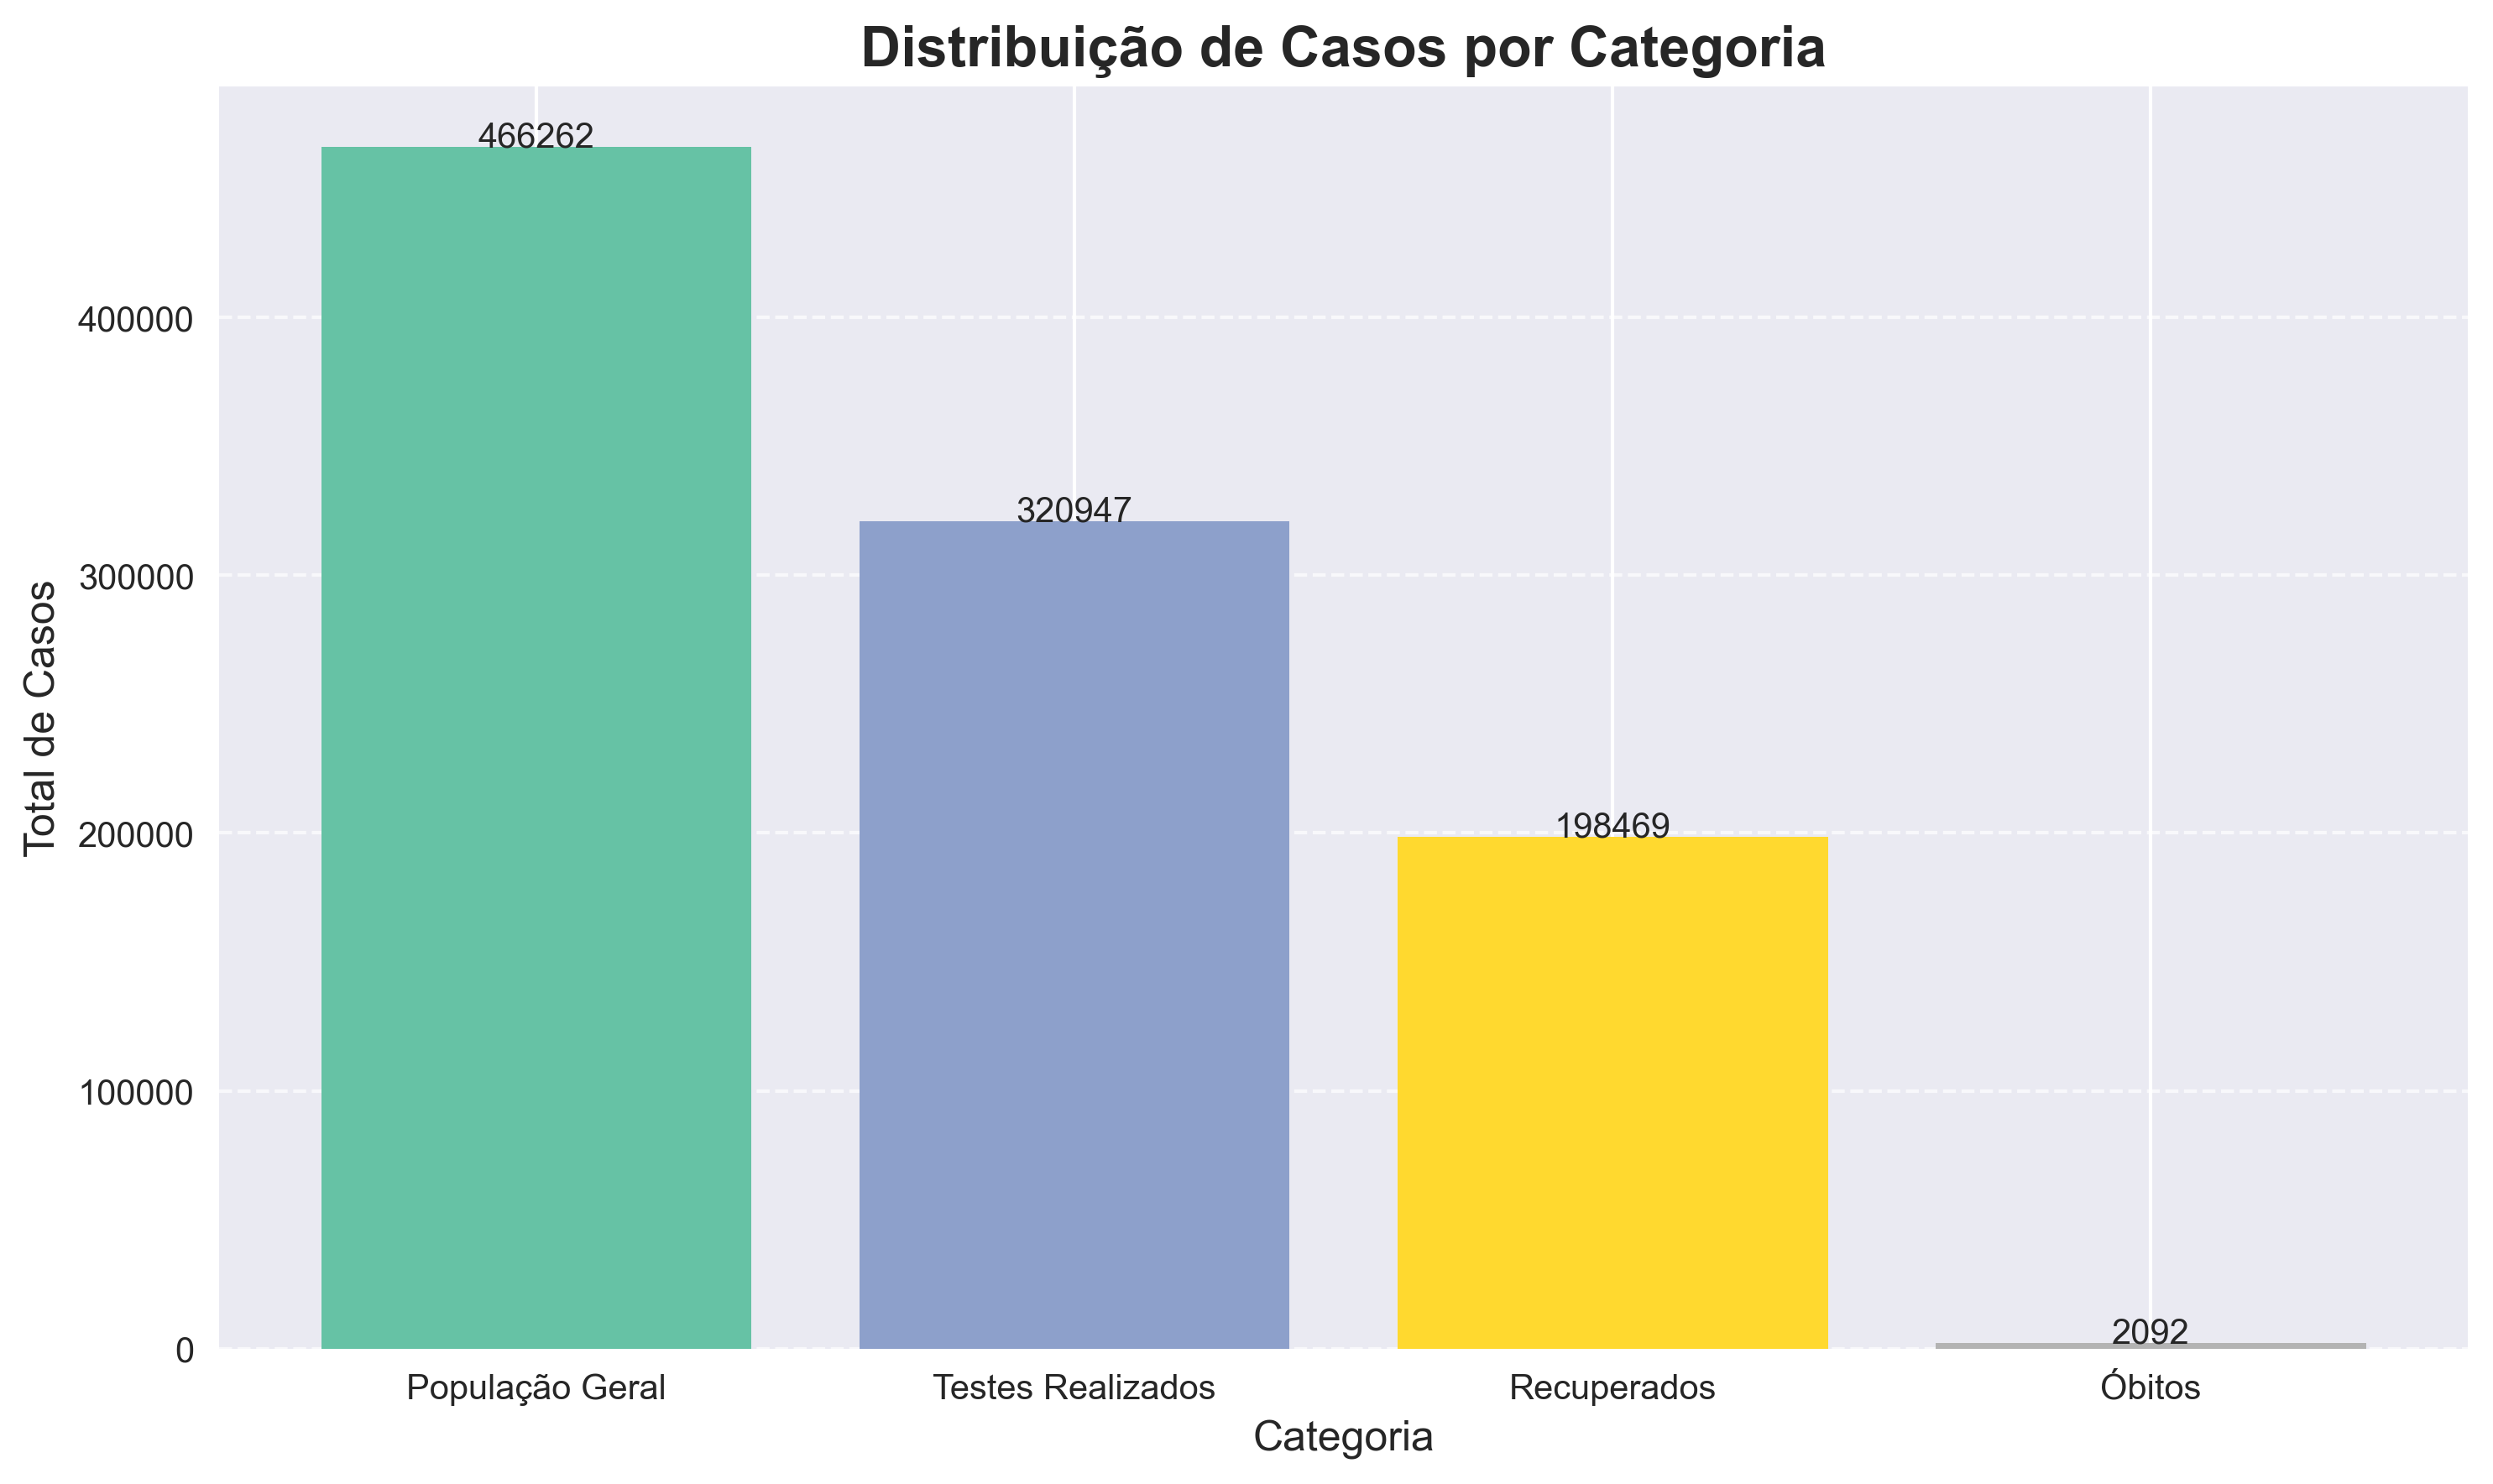 Distribuição de Casos por Categoria
466262
320947
198469
2092
400000
300000
200000
100000
0
Total de Casos
População Geral
Testes Realizados
Recuperados
Óbitos
Categoria